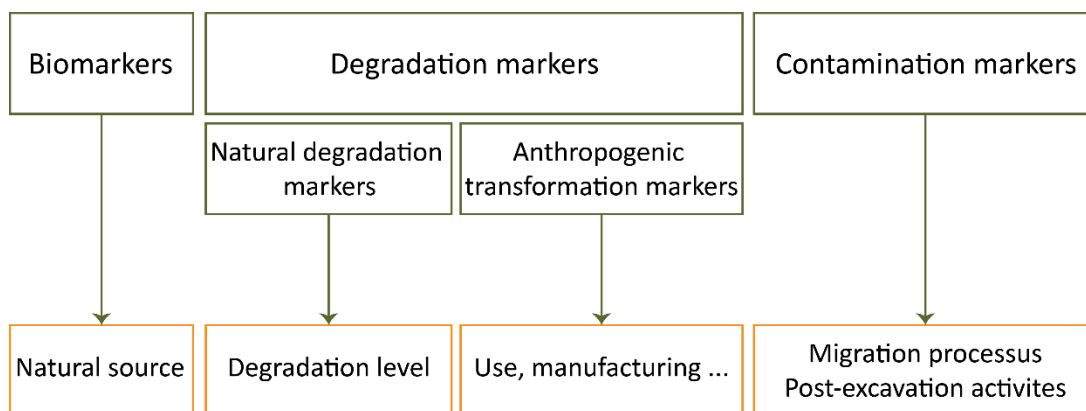 Biomarkers
Degradation markers
Contamination markers
Natural degradation
markers
Anthropogenic
transformation markers
Natural source
Degradation level
Use, manufacturing ...
Migration processus
Post-excavation activites